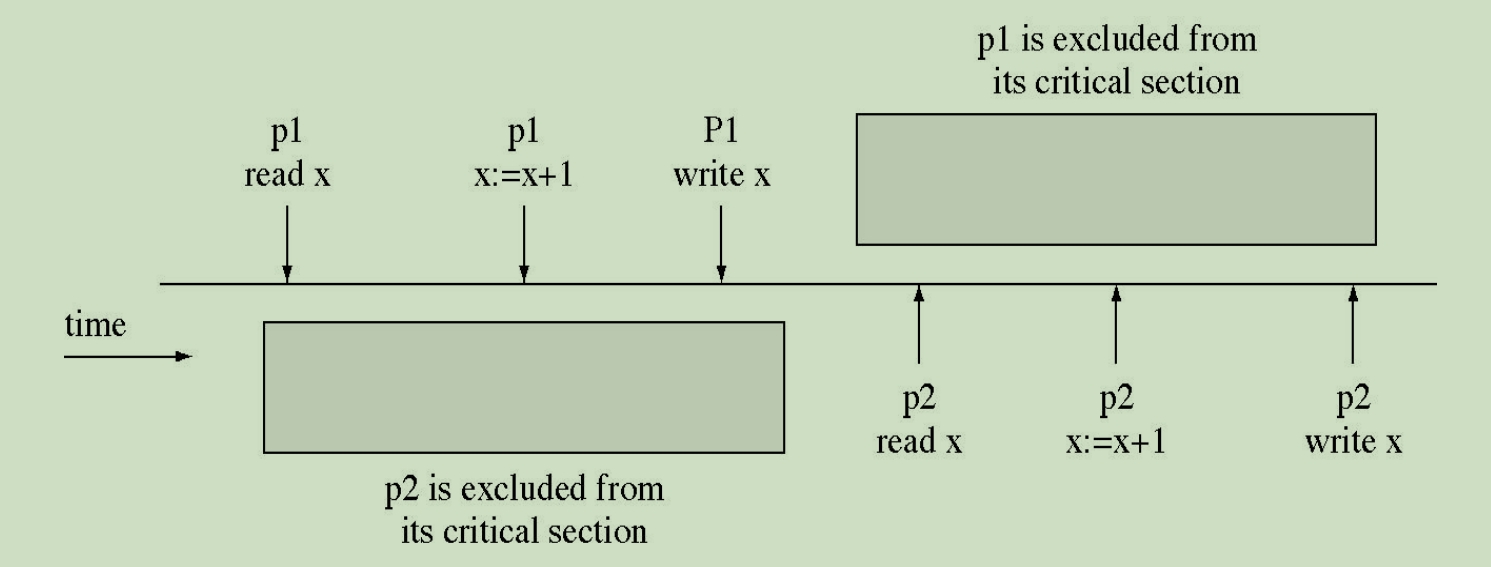 p1 is excluded from
its critical section
p1
read x
p1
x:=x+1
P1
write x
time
p2
read x
p2
x:=x+1
p2
write x
p2 is excluded from
its critical section